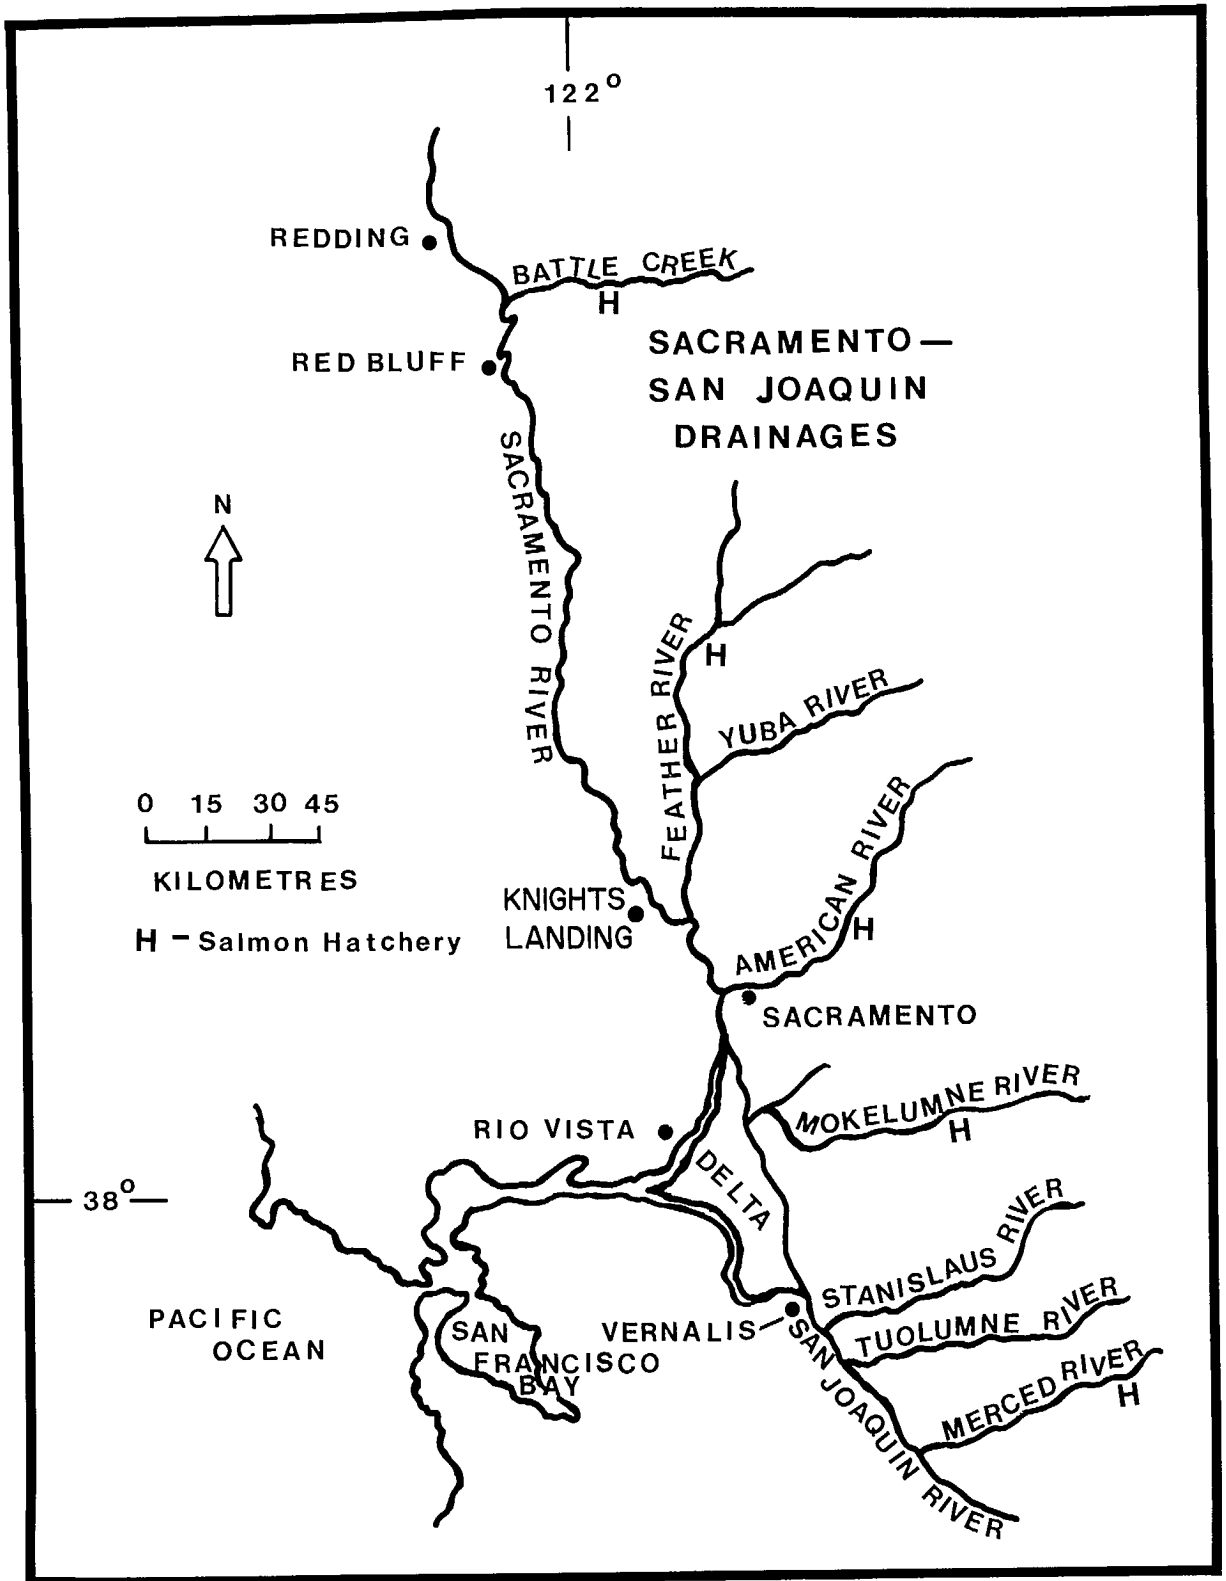 122°
REDDING
BATTLE CREEK
H
SACRAMENTO—
SAN JOAQUIN
DRAINAGES
RED BLUFF
SACRAMENTO RIVER
N
FEATHER RIVER
H
YUBA RIVER
0 15 30 45
KILOMETRES
H – Salmon Hatchery
KNIGHTS
LANDING
AMERICAN RIVER
H
SACRAMENTO
MOKELUMNE RIVER
H
RIO VISTA
DELTA
38°
STANISLAUS RIVER
PACIFIC
OCEAN
SAN
FRANCISCO
BAY
VERNALIS
TUOLUMNE RIVER
MERCED RIVER
H
SAN JOAQUIN RIVER